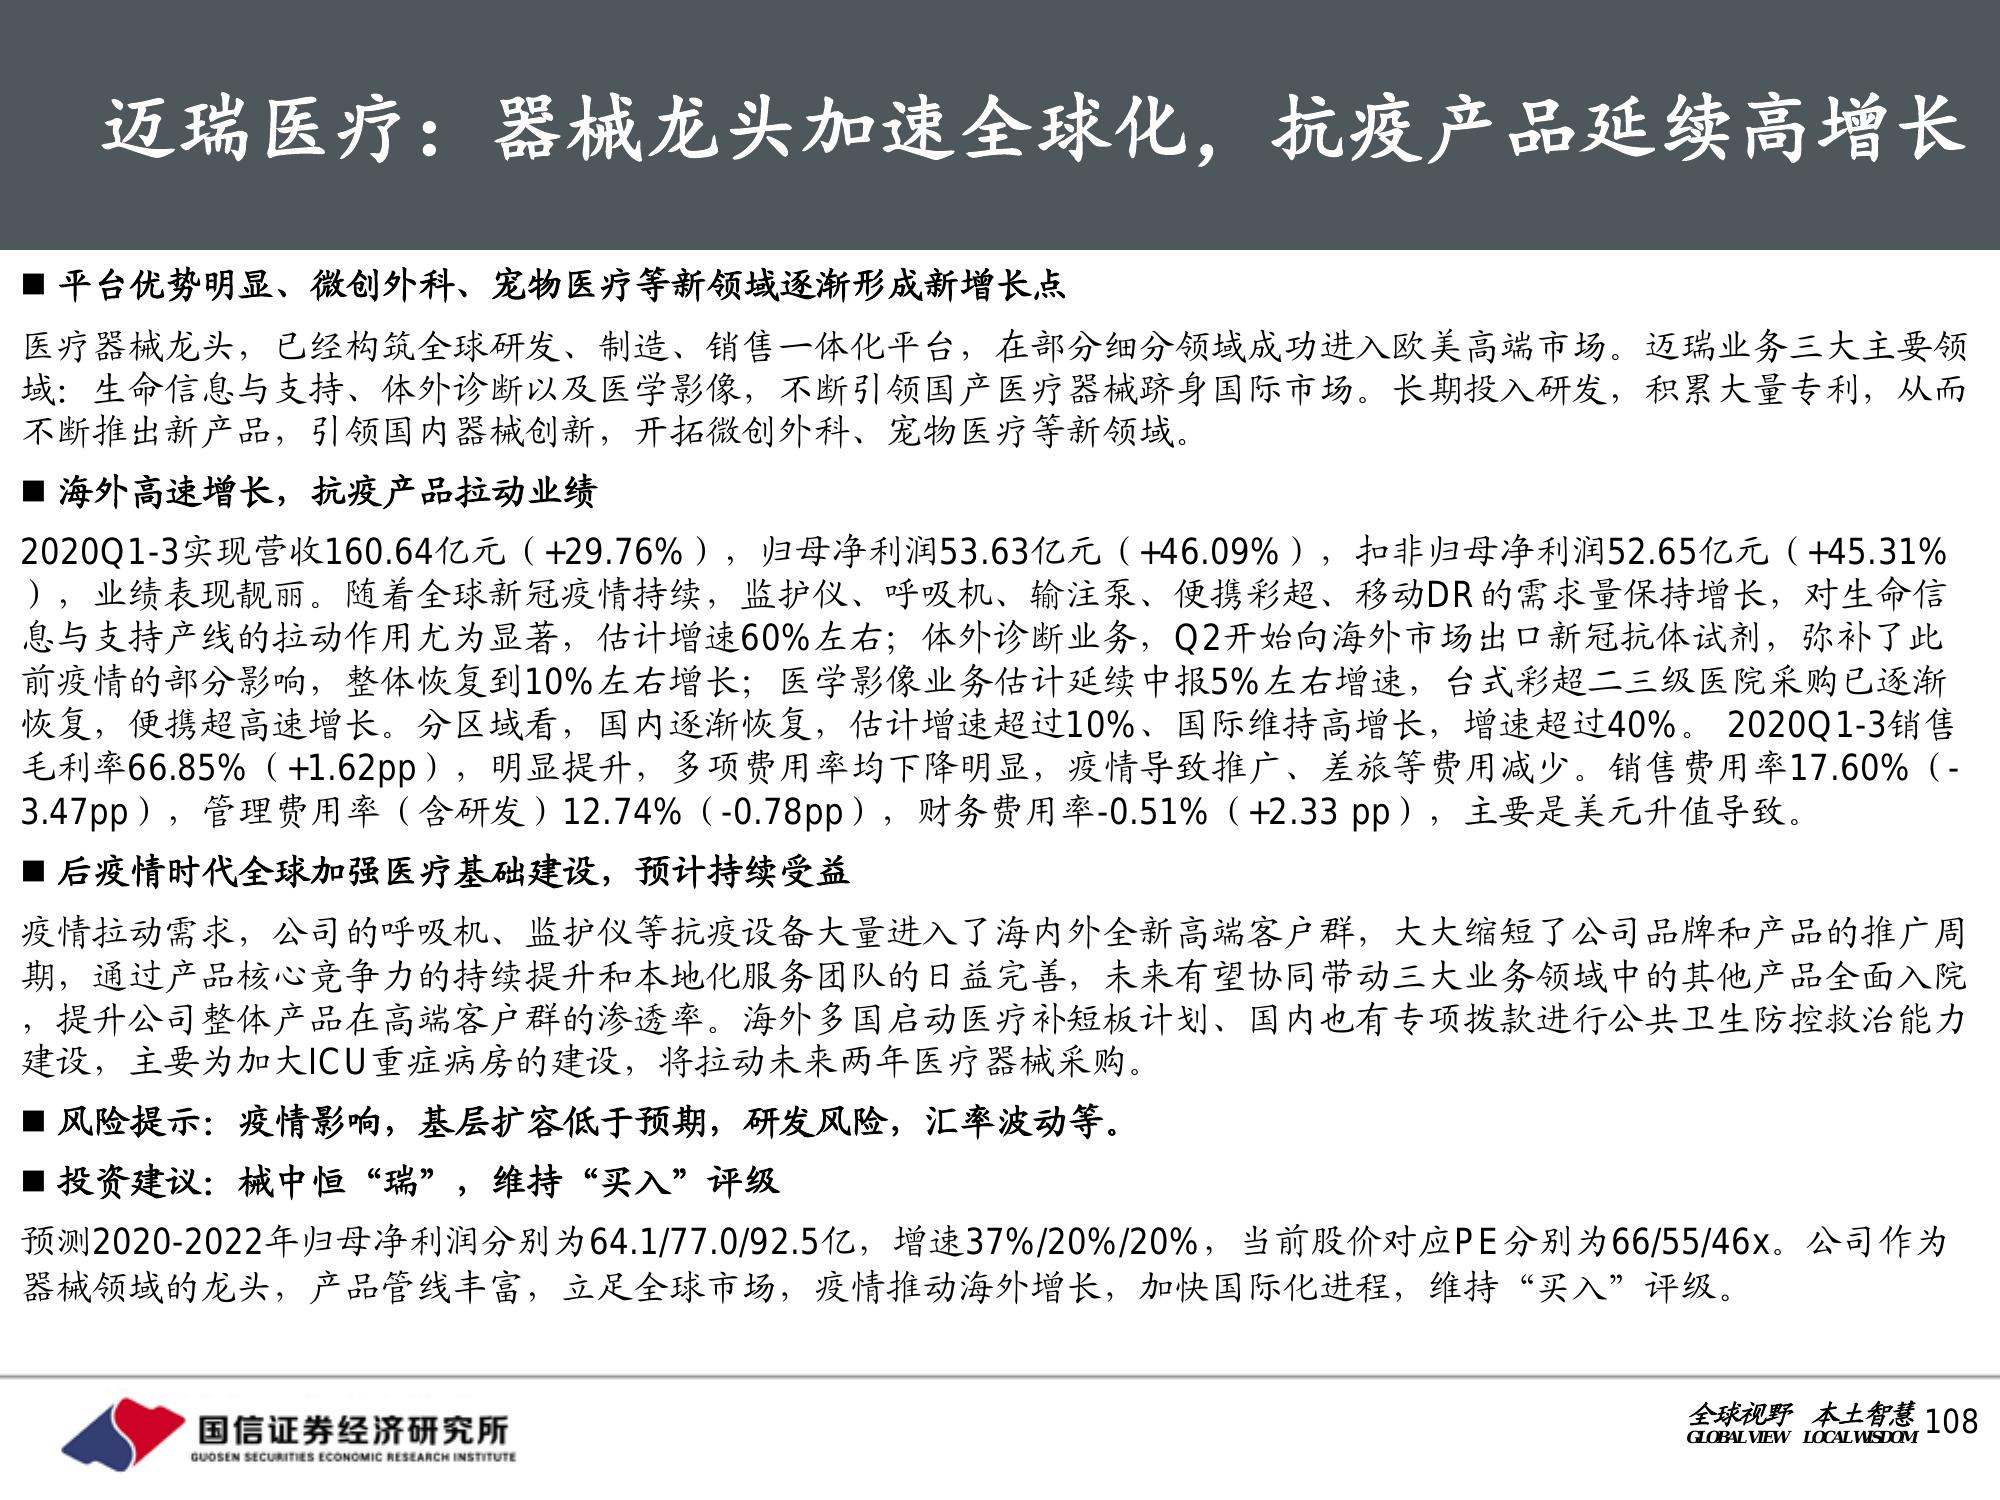 迈瑞医疗：器械龙头加速全球化，抗疫产品延续高增长
■ 平台优势明显、微创外科、宠物医疗等新领域逐渐形成新增长点
医疗器械龙头，已经构筑全球研发、制造、销售一体化平台，在部分细分领域成功进入欧美高端市场。迈瑞业务三大主要领
域：生命信息与支持、体外诊断以及医学影像，不断引领国产医疗器械跻身国际市场。长期投入研发，积累大量专利，从而
不断推出新产品，引领国内器械创新，开拓微创外科、宠物医疗等新领域。
■ 海外高速增长，抗疫产品拉动业绩
2020Q1-3实现营收160.64亿元（+29.76%），归母净利润53.63亿元（+46.09%），扣非归母净利润52.65亿元（+45.31%
），业绩表现靓丽。随着全球新冠疫情持续，监护仪、呼吸机、输注泵、便携彩超、移动DR的需求量保持增长，对生命信
息与支持产线的拉动作用尤为显著，估计增速60%左右；体外诊断业务，Q2开始向海外市场出口新冠抗体试剂，弥补了此
前疫情的部分影响，整体恢复到10%左右增长；医学影像业务估计延续中报5%左右增速，台式彩超二三级医院采购已逐渐
恢复，便携超高速增长。分区域看，国内逐渐恢复，估计增速超过10%、国际维持高增长，增速超过40%。 2020Q1-3销售
毛利率66.85%（+1.62pp），明显提升，多项费用率均下降明显，疫情导致推广、差旅等费用减少。销售费用率17.60%（-
3.47pp），管理费用率（含研发）12.74%（-0.78pp），财务费用率-0.51%（+2.33 pp），主要是美元升值导致。
■ 后疫情时代全球加强医疗基础建设，预计持续受益
疫情拉动需求，公司的呼吸机、监护仪等抗疫设备大量进入了海内外全新高端客户群，大大缩短了公司品牌和产品的推广周
期，通过产品核心竞争力的持续提升和本地化服务团队的日益完善，未来有望协同带动三大业务领域中的其他产品全面入院
，提升公司整体产品在高端客户群的渗透率。海外多国启动医疗补短板计划、国内也有专项拨款进行公共卫生防控救治能力
建设，主要为加大ICU重症病房的建设，将拉动未来两年医疗器械采购。
■ 风险提示：疫情影响，基层扩容低于预期，研发风险，汇率波动等。
■ 投资建议：械中恒“瑞”，维持“买入”评级
预测2020-2022年归母净利润分别为64.1/77.0/92.5亿，增速37%/20%/20%，当前股价对应PE分别为66/55/46x。公司作为
器械领域的龙头，产品管线丰富，立足全球市场，疫情推动海外增长，加快国际化进程，维持“买入”评级。
国信证券经济研究所
GUOSEN SECURITIES ECONOMIC RESEARCH INSTITUTE
全球视野 本土智慧
GLOBAL VIEW LOCAL WISDOM
108